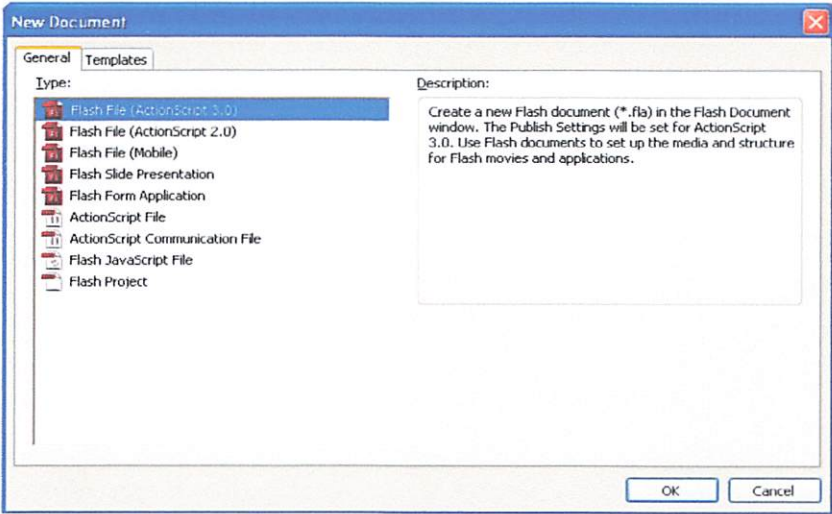 New Document
General Templates
Type:
Flash File (ActionScript 3.0)
Flash File (ActionScript 2.0)
Flash File (Mobile)
Flash Slide Presentation
Flash Form Application
ActionScript File
ActionScript Communication File
Flash JavaScript File
Flash Project
Description:
Create a new Flash document (*.fla) in the Flash Document
window. The Publish Settings will be set for ActionScript
3.0. Use Flash documents to set up the media and structure
for Flash movies and applications.
OK Cancel